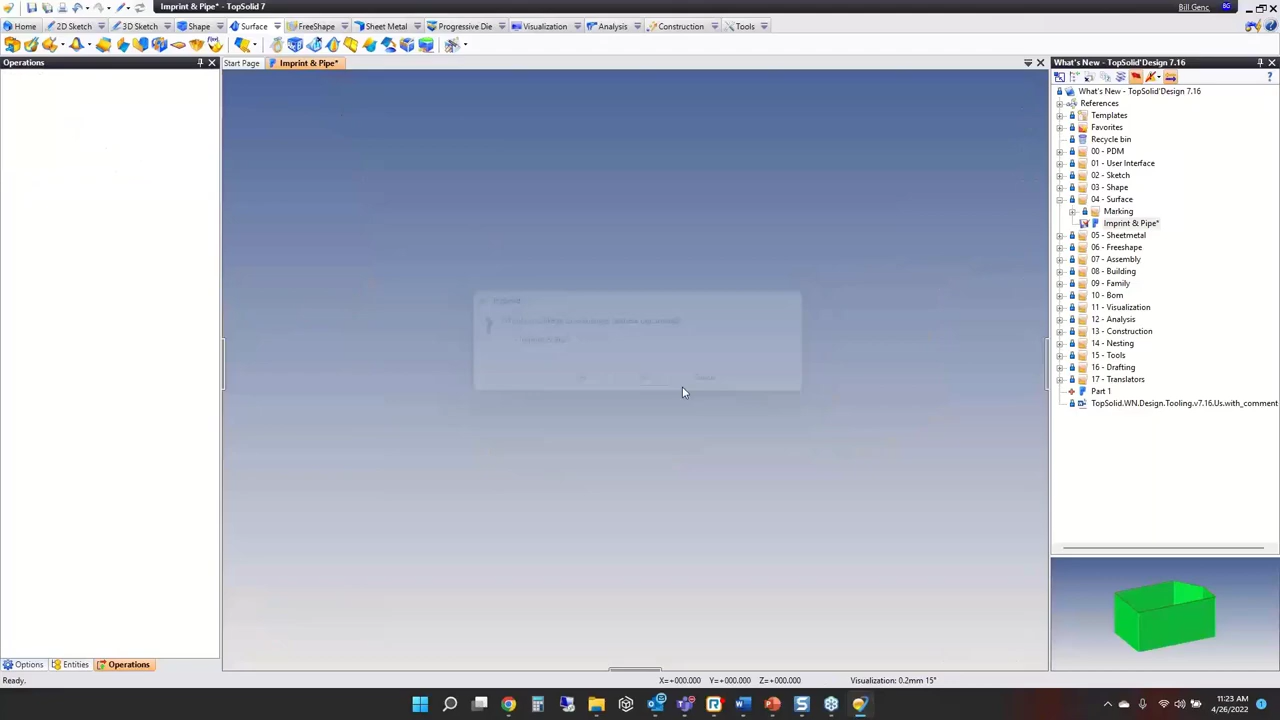 Imprint & Pipe* - TopSolid 7
Bill Genc
BG
Home
2D Sketch
3D Sketch
Shape
Surface
FreeShape
Sheet Metal
Progressive Die
Visualization
Analysis
Construction
Tools
Operations
Start Page
Imprint & Pipe*
What's New - TopSolid'Design 7.16
What's New - TopSolid'Design 7.16
References
Templates
Favorites
Recycle bin
00 - PDM
01 - User Interface
02 - Sketch
03 - Shape
04 - Surface
Marking
Imprint & Pipe*
05 - Sheetmetal
06 - Freeshape
07 - Assembly
08 - Building
09 - Family
10 - Bom
11 - Visualization
12 - Analysis
13 - Construction
14 - Nesting
15 - Tools
16 - Drafting
17 - Translators
Part 1
TopSolid.WN.Design.Tooling.v7.16.Us.with_comment
Options
Entities
Operations
Ready.
X=+000.000 Y=+000.000 Z=+000.000
Visualization: 0.2mm 15°
11:23 AM
4/26/2022